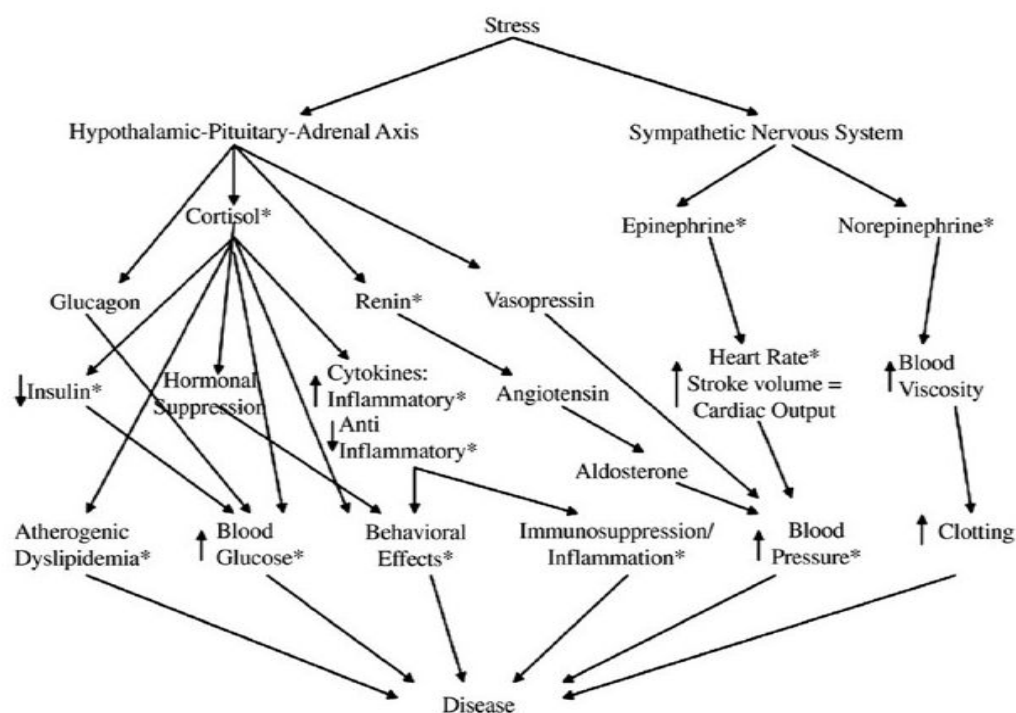 Stress
Hypothalamic-Pituitary-Adrenal Axis
Sympathetic Nervous System
Cortisol*
Epinephrine*
Norepinephrine*
Glucagon
Renin*
Vasopressin
Insulin*
Hormonal
Suppression
Cytokines:
Inflammatory*
Anti
Inflammatory*
Angiotensin
Heart Rate*
Stroke volume =
Cardiac Output
Blood
Viscosity
Aldosterone
Atherogenic
Dyslipidemia*
Blood
Glucose*
Behavioral
Effects*
Immunosuppression/
Inflammation*
Blood
Pressure*
Clotting
Disease